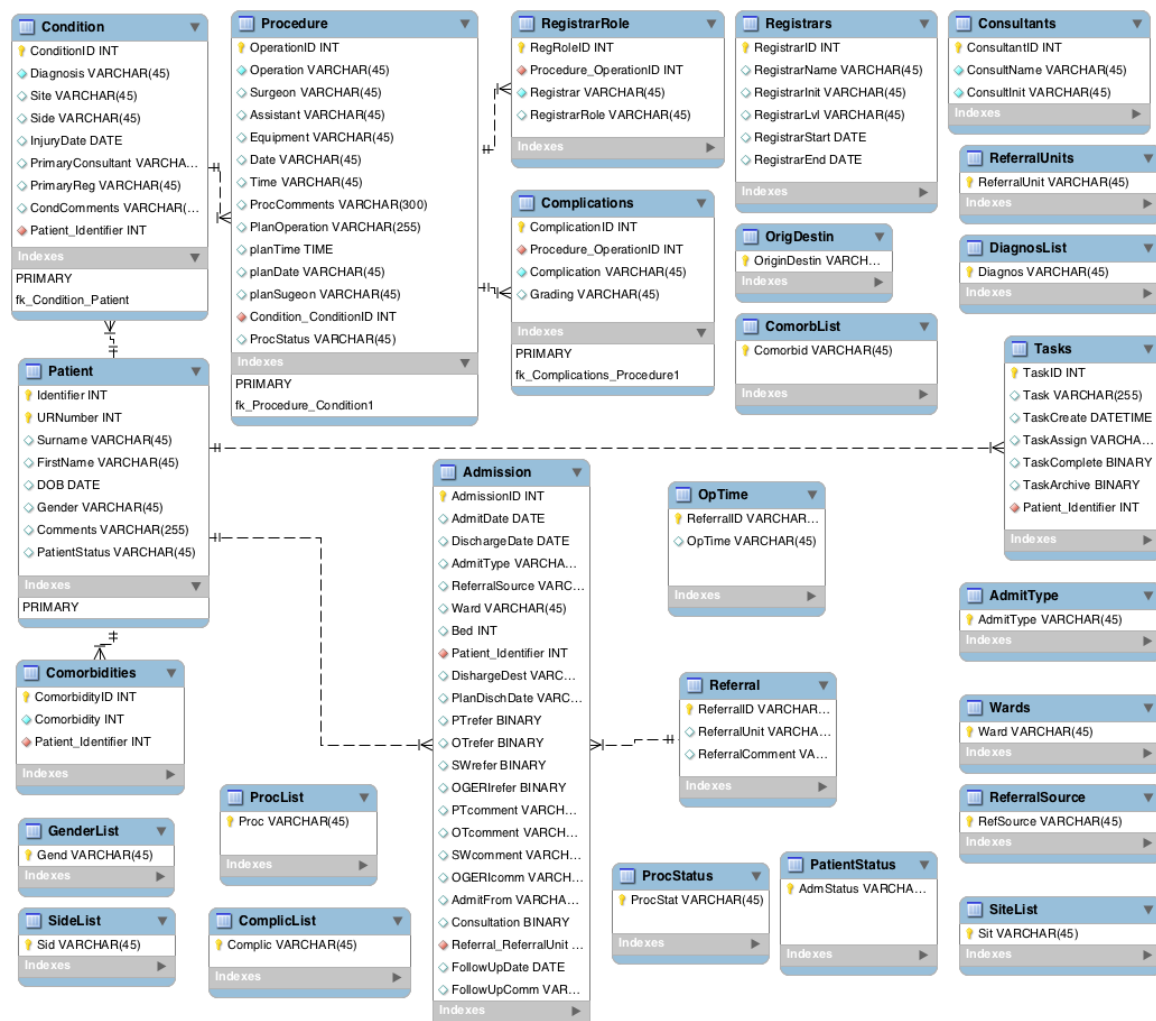 Condition
ConditionID INT
Diagnosis VARCHAR(45)
Site VARCHAR(45)
Side VARCHAR(45)
InjuryDate DATE
PrimaryConsultant VARCHA...
PrimaryReg VARCHAR(45)
CondComments VARCHAR(...
Patient_Identifier INT
Indexes
PRIMARY
fk_Condition_Patient
Procedure
OperationID INT
Operation VARCHAR(45)
Surgeon VARCHAR(45)
Assistant VARCHAR(45)
Equipment VARCHAR(45)
Date VARCHAR(45)
Time VARCHAR(45)
ProcComments VARCHAR(300)
PlanOperation VARCHAR(255)
planTime TIME
planDate VARCHAR(45)
planSugeon VARCHAR(45)
Condition_ConditionID INT
ProcStatus VARCHAR(45)
Indexes
PRIMARY
fk_Procedure_Condition1
RegistrarRole
RegRoleID INT
Procedure_OperationID INT
Registrar VARCHAR(45)
RegistrarRole VARCHAR(45)
Indexes
Registrars
RegistrarID INT
RegistrarName VARCHAR(45)
RegistrarInit VARCHAR(45)
RegistrarLvl VARCHAR(45)
RegistrarStart DATE
RegistrarEnd DATE
Indexes
Consultants
ConsultantID INT
ConsultName VARCHAR(45)
ConsultInit VARCHAR(45)
Indexes
ReferralUnits
ReferralUnit VARCHAR(45)
Indexes
Complications
ComplicationID INT
Procedure_OperationID INT
Complication VARCHAR(45)
Grading VARCHAR(45)
Indexes
PRIMARY
fk_Complications_Procedure1
OrigDestin
OriginDestin VARCH...
Indexes
DiagnosList
Diagnos VARCHAR(45)
Indexes
ComorbList
Comorbid VARCHAR(45)
Indexes
Tasks
TaskID INT
Task VARCHAR(255)
TaskCreate DATETIME
TaskAssign VARCHA...
TaskComplete BINARY
TaskArchive BINARY
Patient_Identifier INT
Indexes
Patient
Identifier INT
URNumber INT
Surname VARCHAR(45)
FirstName VARCHAR(45)
DOB DATE
Gender VARCHAR(45)
Comments VARCHAR(255)
PatientStatus VARCHAR(45)
Indexes
PRIMARY
Admission
AdmissionID INT
AdmitDate DATE
DischargeDate DATE
AdmitType VARCHA...
ReferralSource VARC...
Ward VARCHAR(45)
Bed INT
Patient_Identifier INT
DishargeDest VARC...
PlanDischDate VARC...
PTrefer BINARY
OTrefer BINARY
SWrefer BINARY
OGERIrefer BINARY
PTcomment VARCH...
OTcomment VARCH...
SWcomment VARCH...
OGERIcomm VARCH...
AdmitFrom VARCHA...
Consultation BINARY
Referral_ReferralUnit ...
FollowUpDate DATE
FollowUpComm VAR...
Indexes
OpTime
ReferralID VARCHAR...
OpTime VARCHAR(45)
Indexes
AdmitType
AdmitType VARCHAR(45)
Indexes
Comorbidities
ComorbidityID INT
Comorbidity INT
Patient_Identifier INT
Indexes
Referral
ReferralID VARCHAR...
ReferralUnit VARCHA...
ReferralComment VA...
Indexes
Wards
Ward VARCHAR(45)
Indexes
ProcList
Proc VARCHAR(45)
Indexes
ReferralSource
RefSource VARCHAR(45)
Indexes
GenderList
Gend VARCHAR(45)
Indexes
ProcStatus
ProcStat VARCHAR(45)
Indexes
PatientStatus
AdmStatus VARCHA...
Indexes
SideList
Sid VARCHAR(45)
Indexes
ComplicList
Complic VARCHAR(45)
Indexes
SiteList
Sit VARCHAR(45)
Indexes